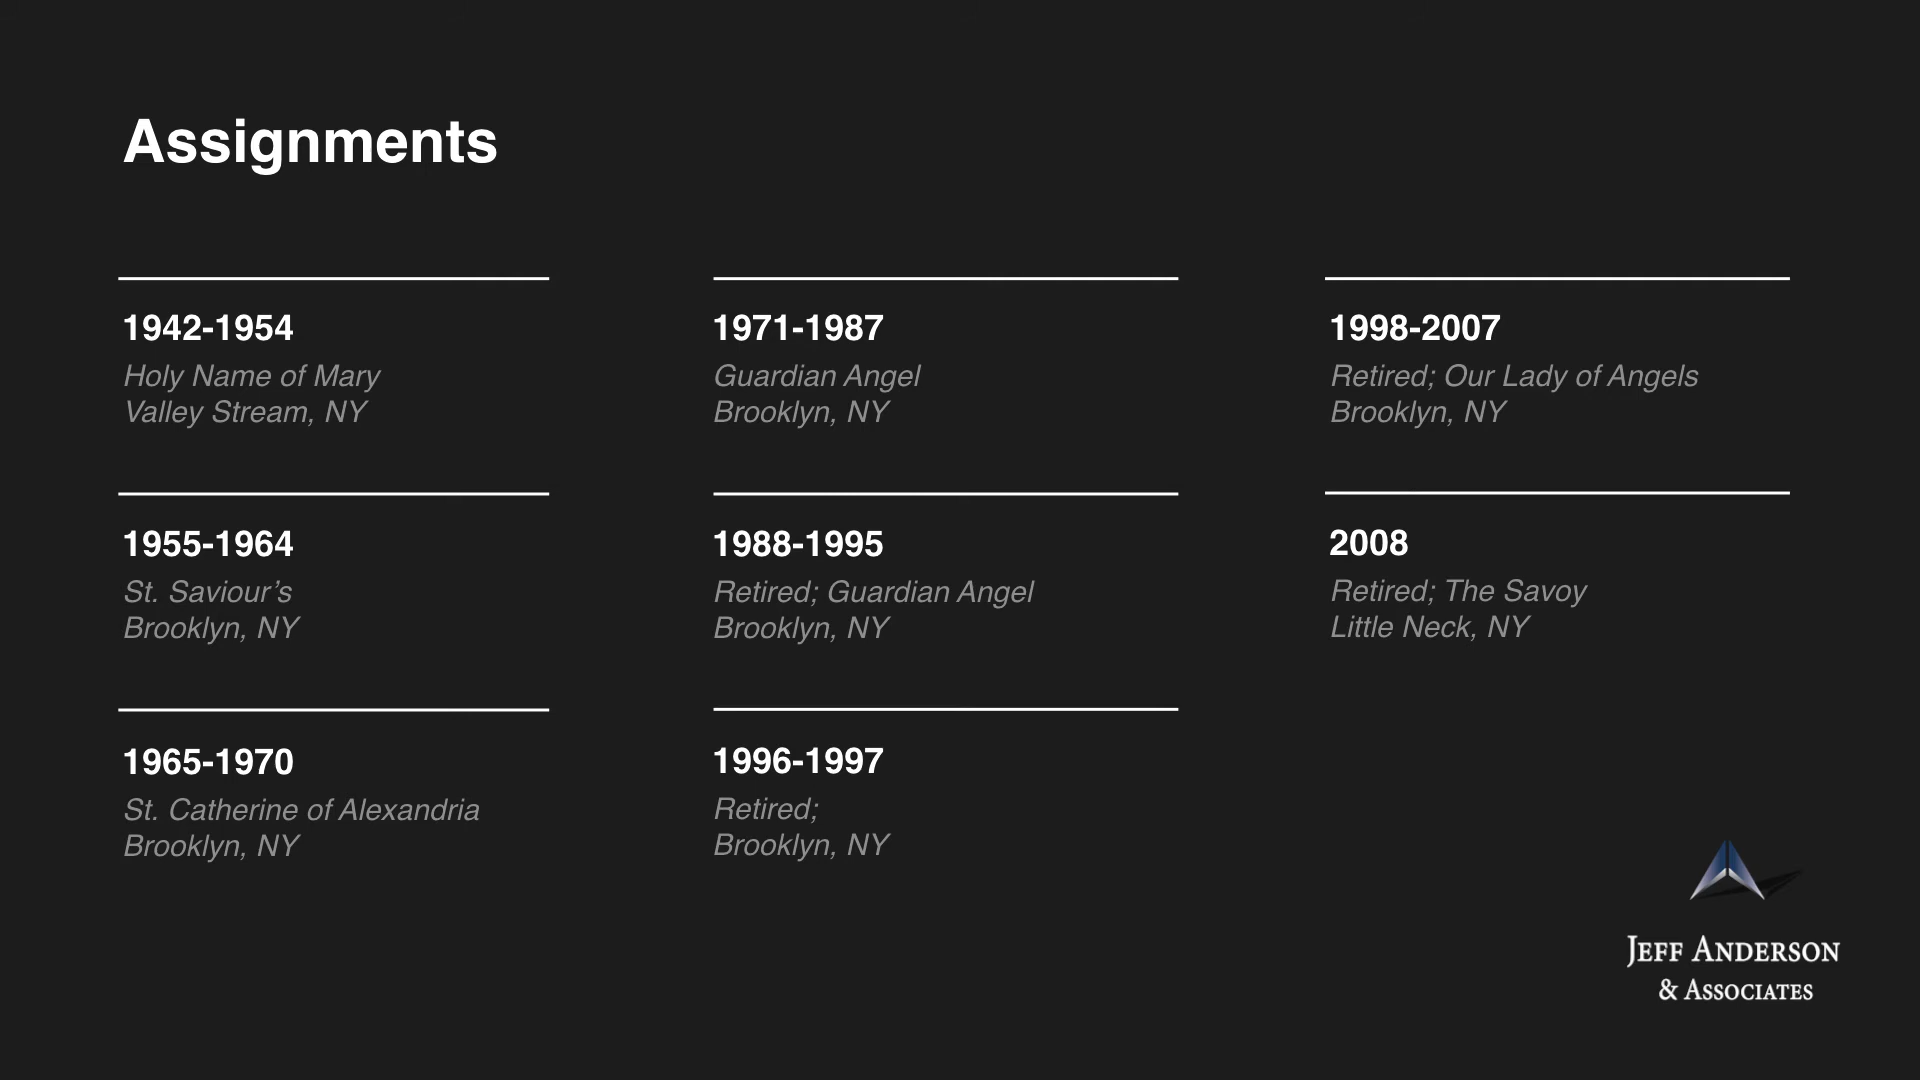 Assignments
1942-1954
Holy Name of Mary
Valley Stream, NY
1955-1964
St. Saviour’s
Brooklyn, NY
1965-1970
St. Catherine of Alexandria
Brooklyn, NY
1971-1987
Guardian Angel
Brooklyn, NY
1988-1995
Retired; Guardian Angel
Brooklyn, NY
1996-1997
Retired;
Brooklyn, NY
1998-2007
Retired; Our Lady of Angels
Brooklyn, NY
2008
Retired; The Savoy
Little Neck, NY
JEFF ANDERSON
& ASSOCIATES